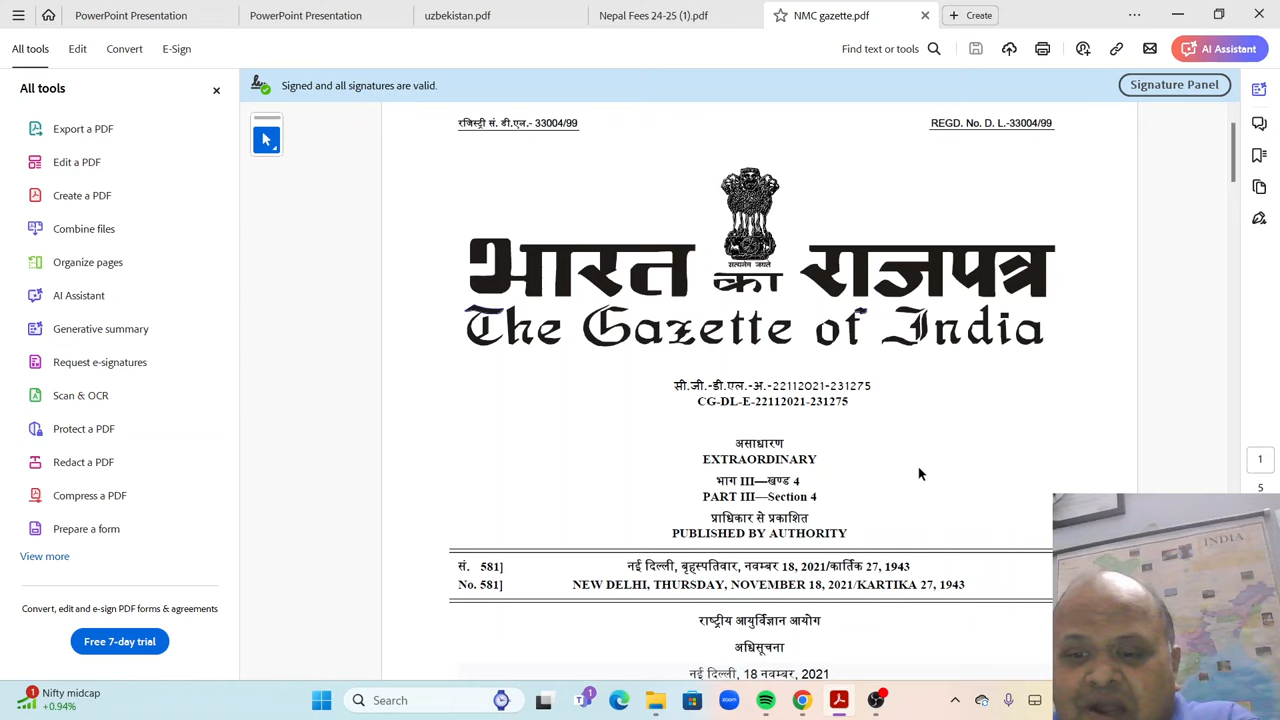 PowerPoint Presentation
PowerPoint Presentation
uzbekistan.pdf
Nepal Fees 24-25 (1).pdf
NMC gazette.pdf
Create
All tools
Edit
Convert
E-Sign
Find text or tools
AI Assistant
All tools
Export a PDF
Edit a PDF
Create a PDF
Combine files
Organize pages
AI Assistant
Generative summary
Request e-signatures
Scan & OCR
Protect a PDF
Redact a PDF
Compress a PDF
Prepare a form
View more
Convert, edit and e-sign PDF forms & agreements
Free 7-day trial
Signed and all signatures are valid.
Signature Panel
रजिस्ट्री सं. डी.एल.- 33004/99
REGD. No. D. L.-33004/99
सत्यमेव जयते
भारत का राजपत्र
The Gazette of India
सी.जी.-डी.एल.-अ.-22112021-231275
CG-DL-E-22112021-231275
असाधारण
EXTRAORDINARY
भाग III—खण्ड 4
PART III—Section 4
प्राधिकार से प्रकाशित
PUBLISHED BY AUTHORITY
सं. 581]
नई दिल्ली, बृहस्पतिवार, नवम्बर 18, 2021/कार्तिक 27, 1943
No. 581]
NEW DELHI, THURSDAY, NOVEMBER 18, 2021/KARTIKA 27, 1943
राष्ट्रीय आयुर्विज्ञान आयोग
अधिसूचना
नई दिल्ली, 18 नवम्बर, 2021
1
5
INDIA
1
Nifty midcap
+0.94%
Search
1
zoom